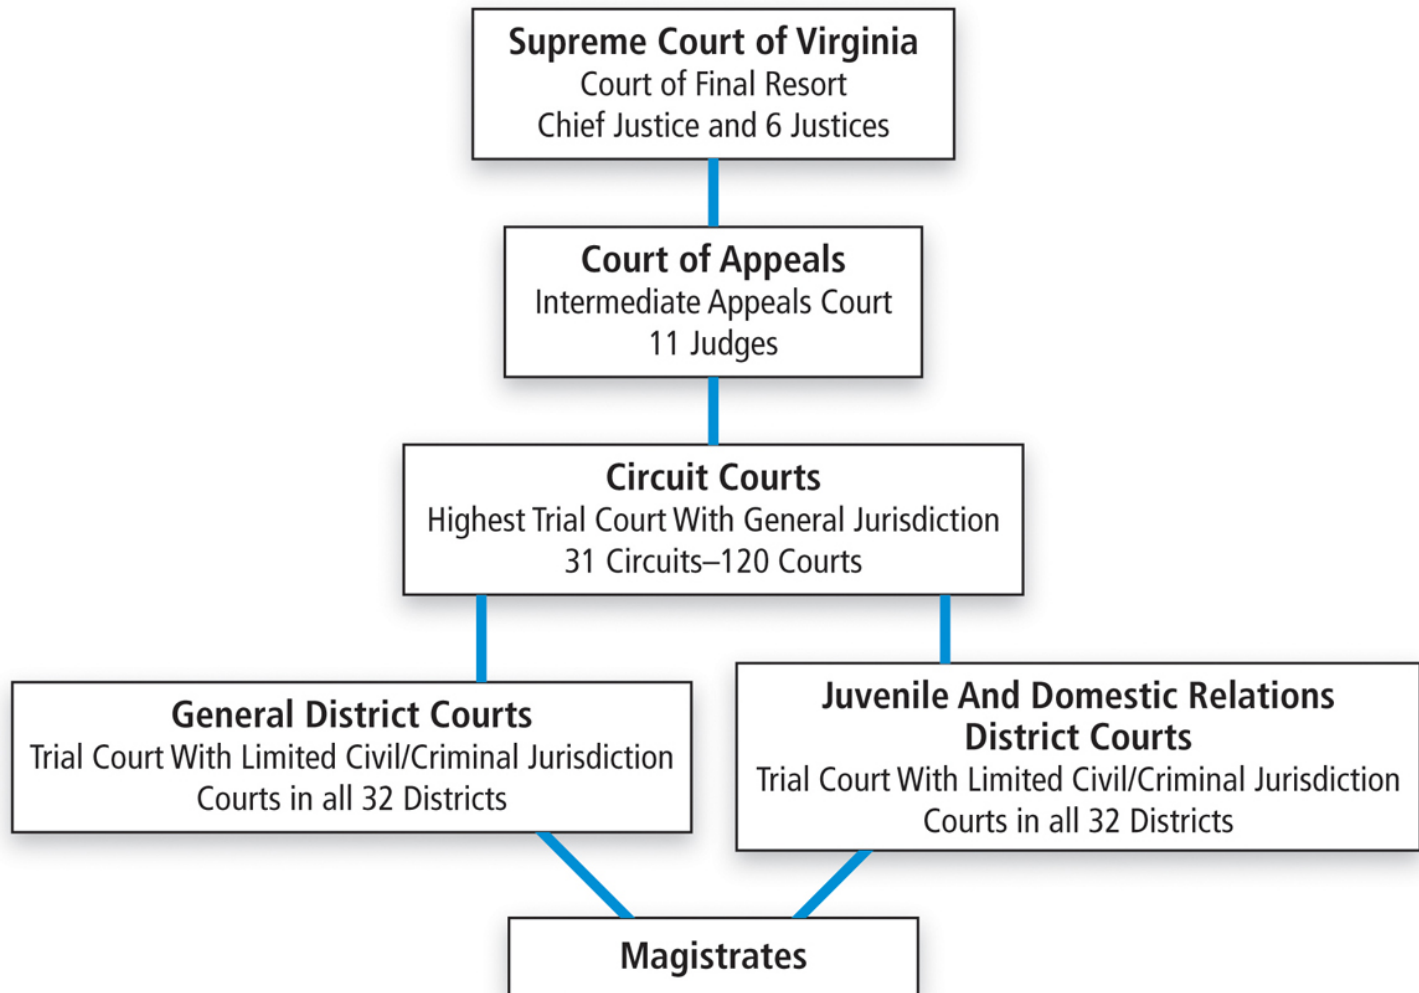 Supreme Court of Virginia
Court of Final Resort
Chief Justice and 6 Justices
Court of Appeals
Intermediate Appeals Court
11 Judges
Circuit Courts
Highest Trial Court With General Jurisdiction
31 Circuits–120 Courts
General District Courts
Trial Court With Limited Civil/Criminal Jurisdiction
Courts in all 32 Districts
Juvenile And Domestic Relations
District Courts
Trial Court With Limited Civil/Criminal Jurisdiction
Courts in all 32 Districts
Magistrates